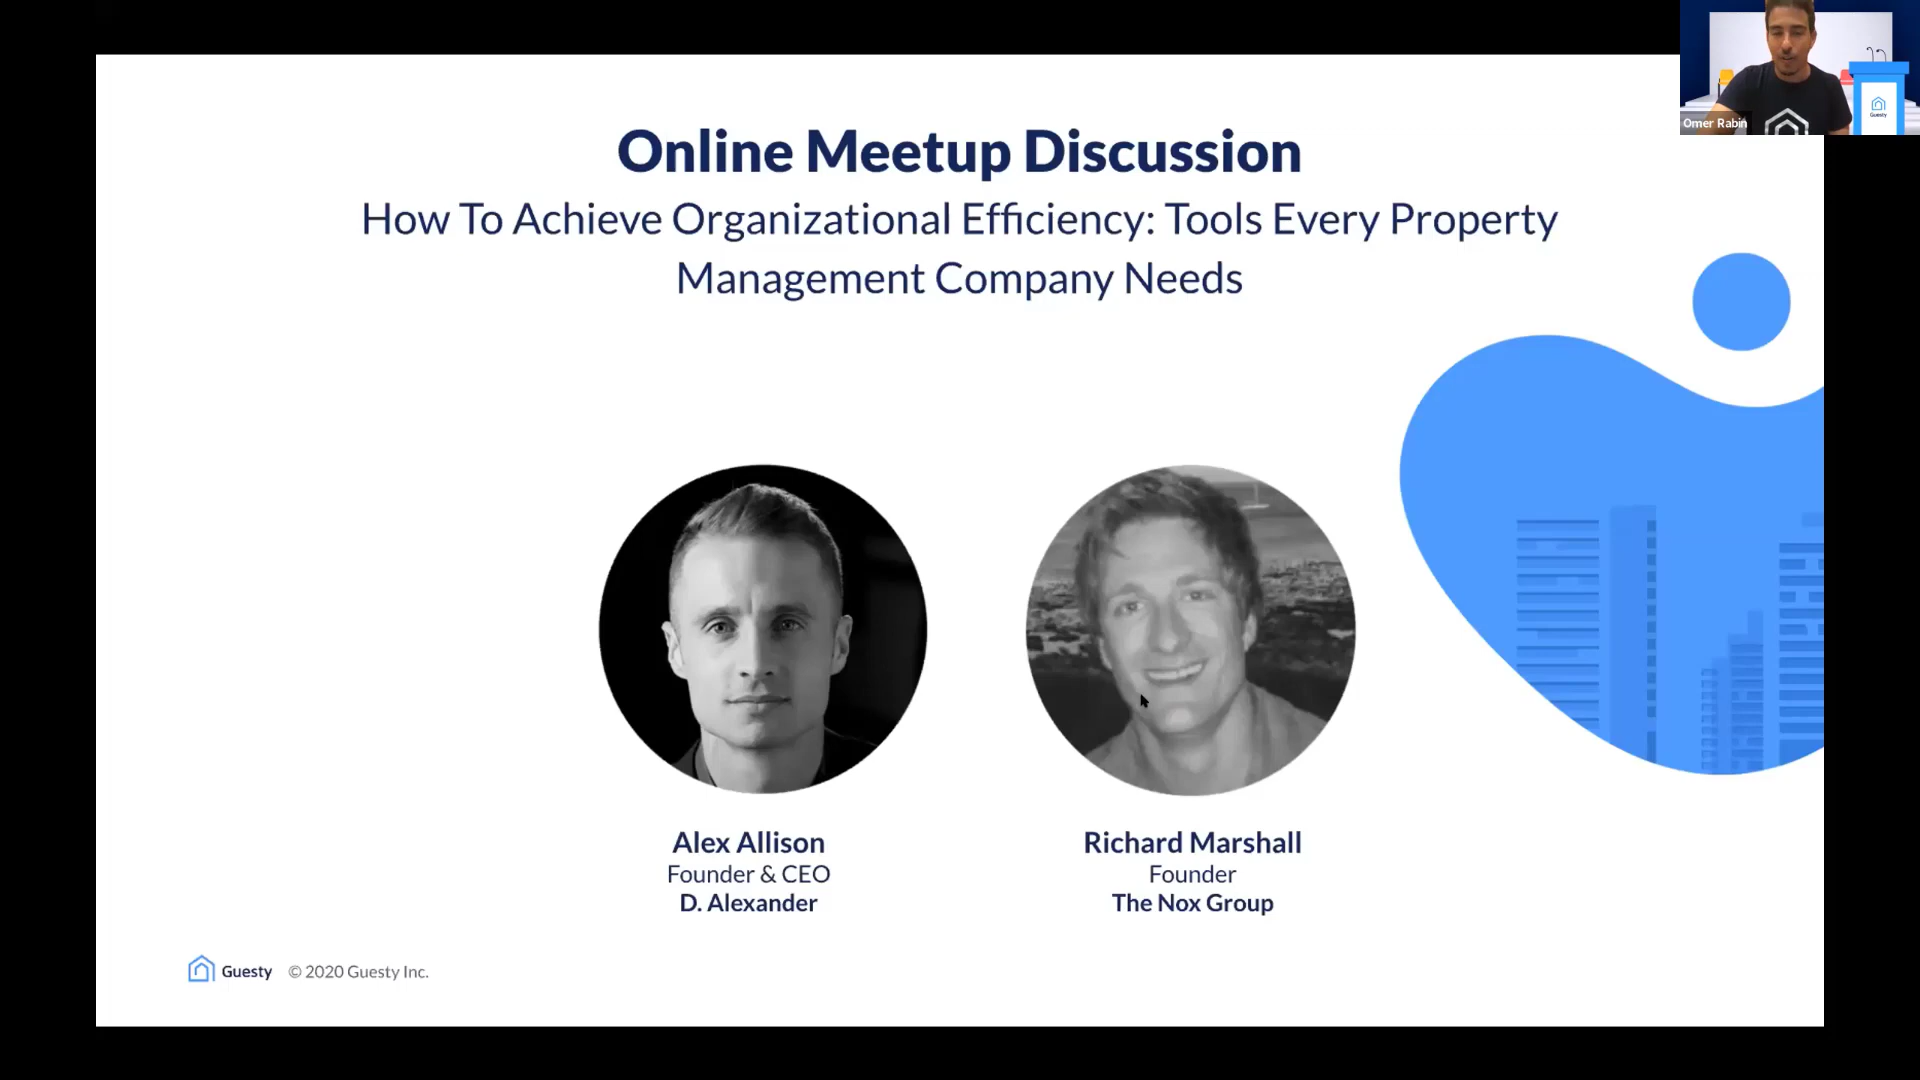 Online Meetup Discussion
How To Achieve Organizational Efficiency: Tools Every Property
Management Company Needs
Omer Rabin
Guesty
Alex Allison
Founder & CEO
D. Alexander
Richard Marshall
Founder
The Nox Group
Guesty © 2020 Guesty Inc.